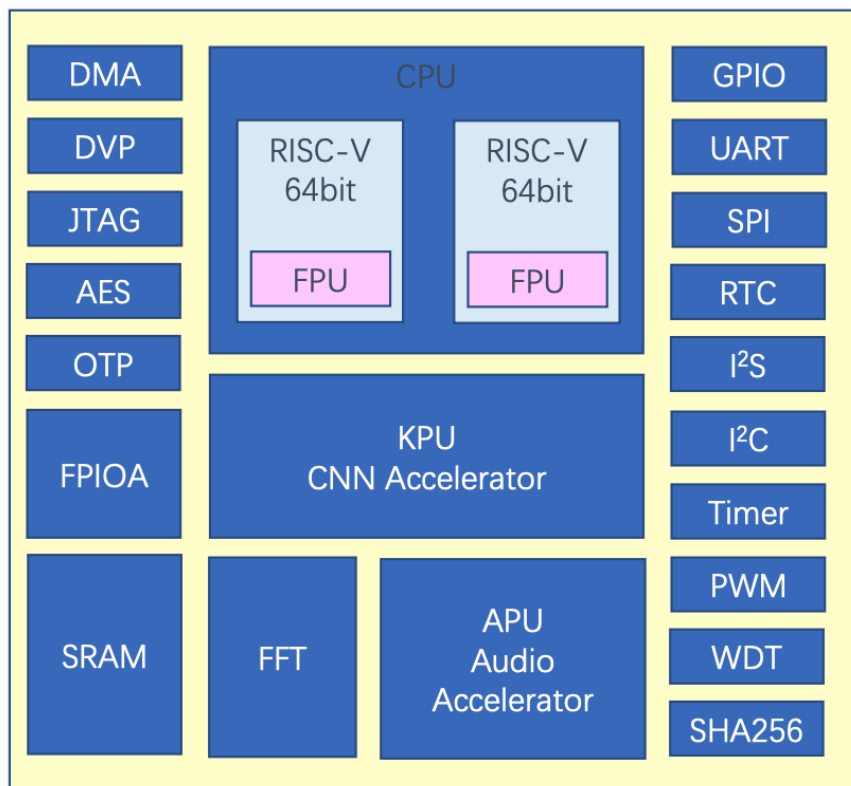 DMA
DVP
JTAG
AES
OTP
FPIOA
SRAM
CPU
RISC-V
64bit
FPU
RISC-V
64bit
FPU
KPU
CNN Accelerator
FFT
APU
Audio
Accelerator
GPIO
UART
SPI
RTC
I²S
I²C
Timer
PWM
WDT
SHA256